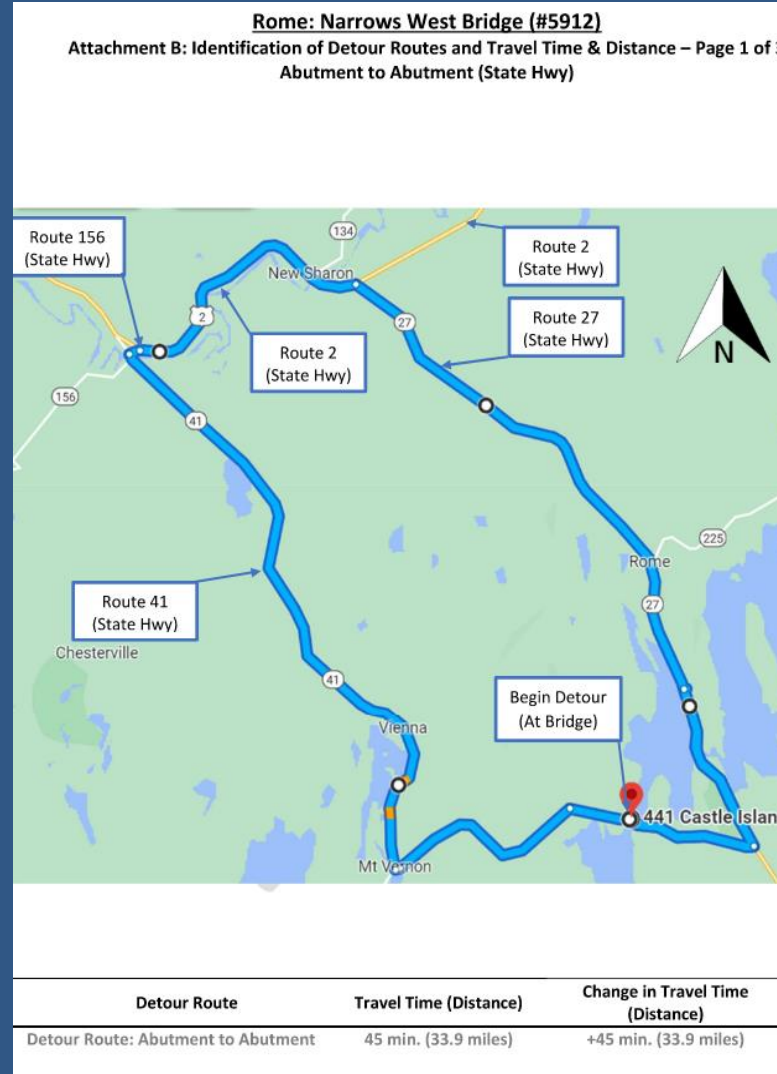 Rome: Narrows West Bridge (#5912)
Attachment B: Identification of Detour Routes and Travel Time & Distance – Page 1 of
Abutment to Abutment (State Hwy)
Route 156
(State Hwy)
134
Route 2
(State Hwy)
New Sharon
2
27
Route 27
(State Hwy)
N
Route 2
(State Hwy)
156
41
225
Rome
27
Route 41
(State Hwy)
Chesterville
41
Begin Detour
(At Bridge)
Vienna
441 Castle Islan
Mt Vernon
Detour Route
Travel Time (Distance)
Change in Travel Time
(Distance)
Detour Route: Abutment to Abutment
45 min. (33.9 miles)
+45 min. (33.9 miles)